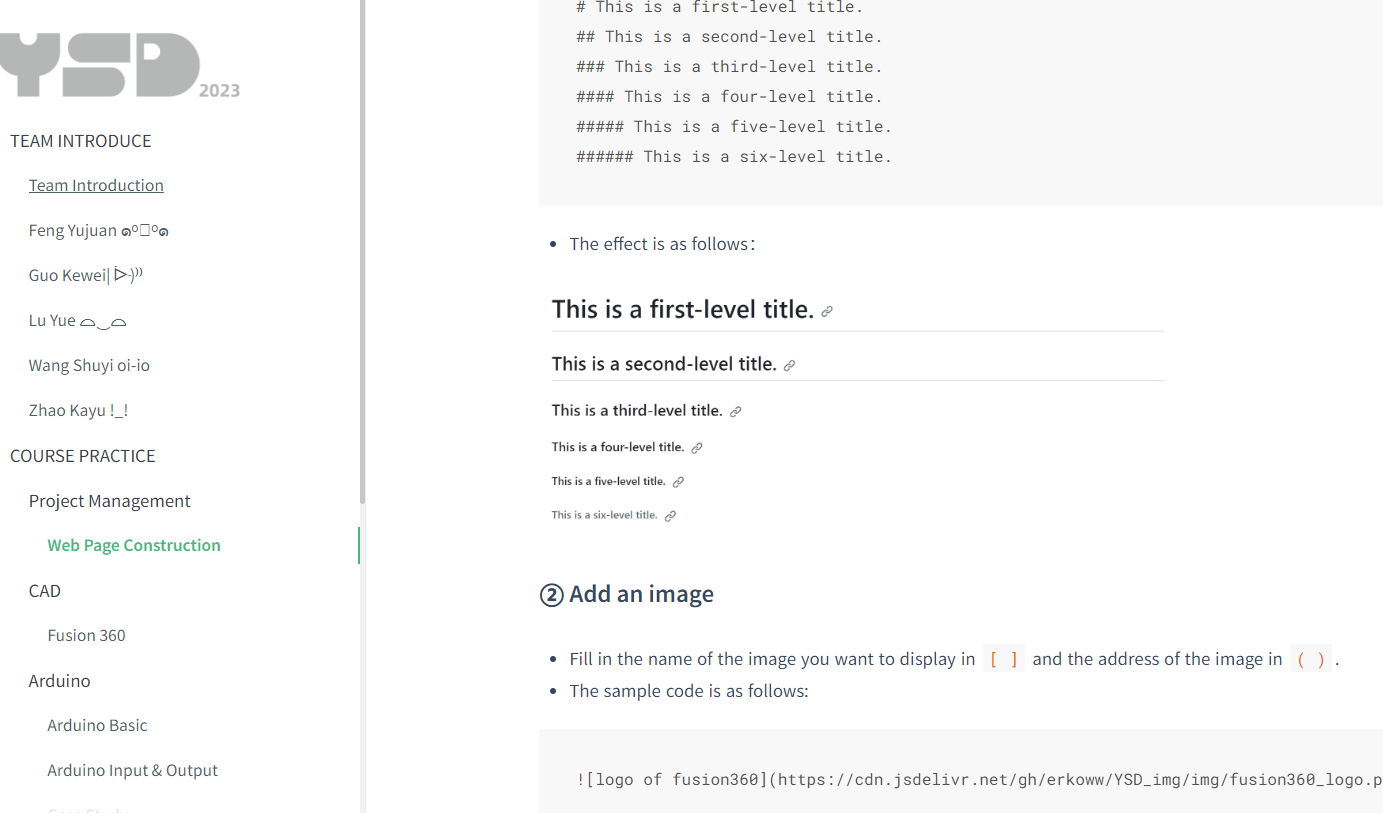 YSD 2023
TEAM INTRODUCE
Team Introduction
Feng Yujuan ๑⁰□⁰๑
Guo Kewei| ᐕ)⁾⁾
Lu Yue ⌓‿⌓
Wang Shuyi oi-io
Zhao Kayu !_!
COURSE PRACTICE
Project Management
Web Page Construction
CAD
Fusion 360
Arduino
Arduino Basic
Arduino Input & Output
Case Study
# This is a first-level title.
## This is a second-level title.
### This is a third-level title.
#### This is a four-level title.
##### This is a five-level title.
###### This is a six-level title.
• The effect is as follows：
This is a first-level title.
This is a second-level title.
This is a third-level title.
This is a four-level title.
This is a five-level title.
This is a six-level title.
② Add an image
• Fill in the name of the image you want to display in [ ] and the address of the image in ( ) .
• The sample code is as follows:
![logo of fusion360](https://cdn.jsdelivr.net/gh/erkoww/YSD_img/img/fusion360_logo.p